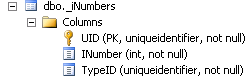 dbo._iNumbers
Columns
UID (PK, uniqueidentifier, not null)
INumber (int, not null)
TypeID (uniqueidentifier, not null)